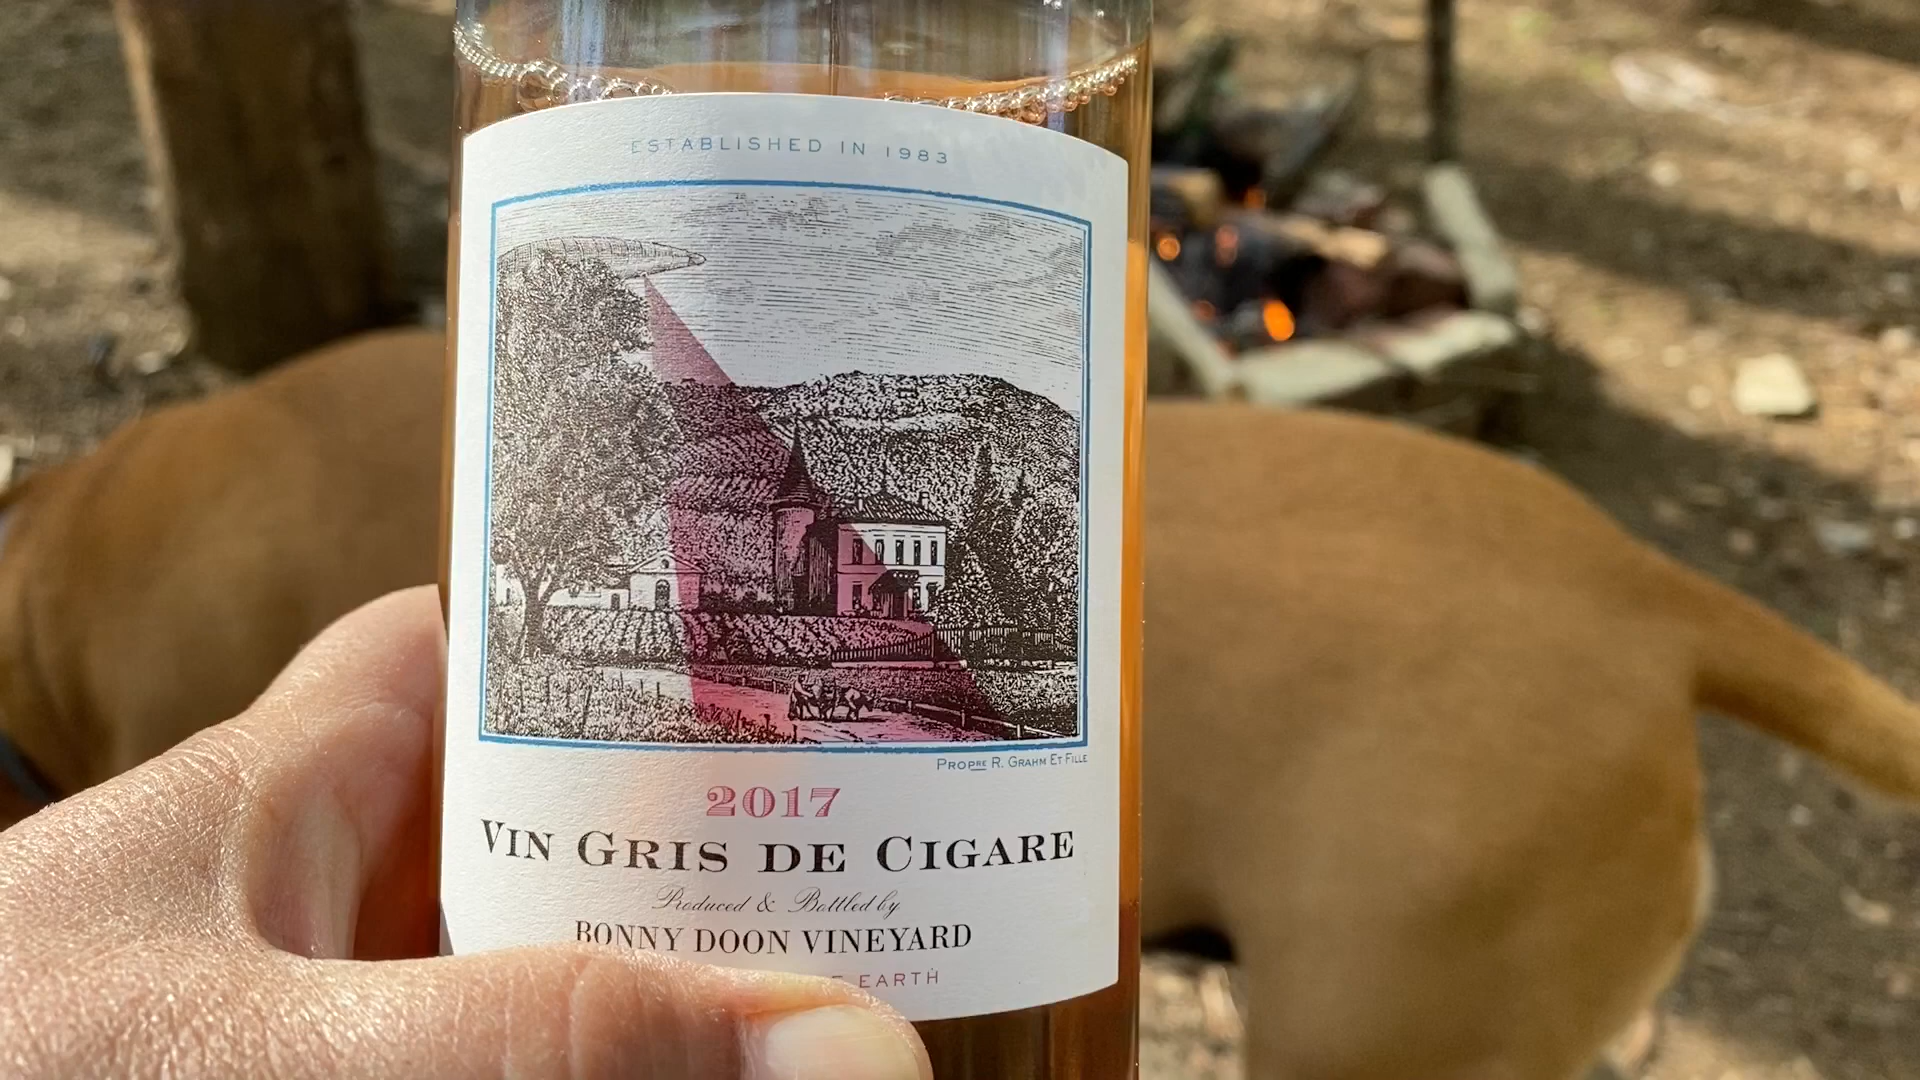 ESTABLISHED IN 1983
PROPRE R. GRAHM ET FILLE
2017
VIN GRIS DE CIGARE
Produced & Bottled by
BONNY DOON VINEYARD
EARTH